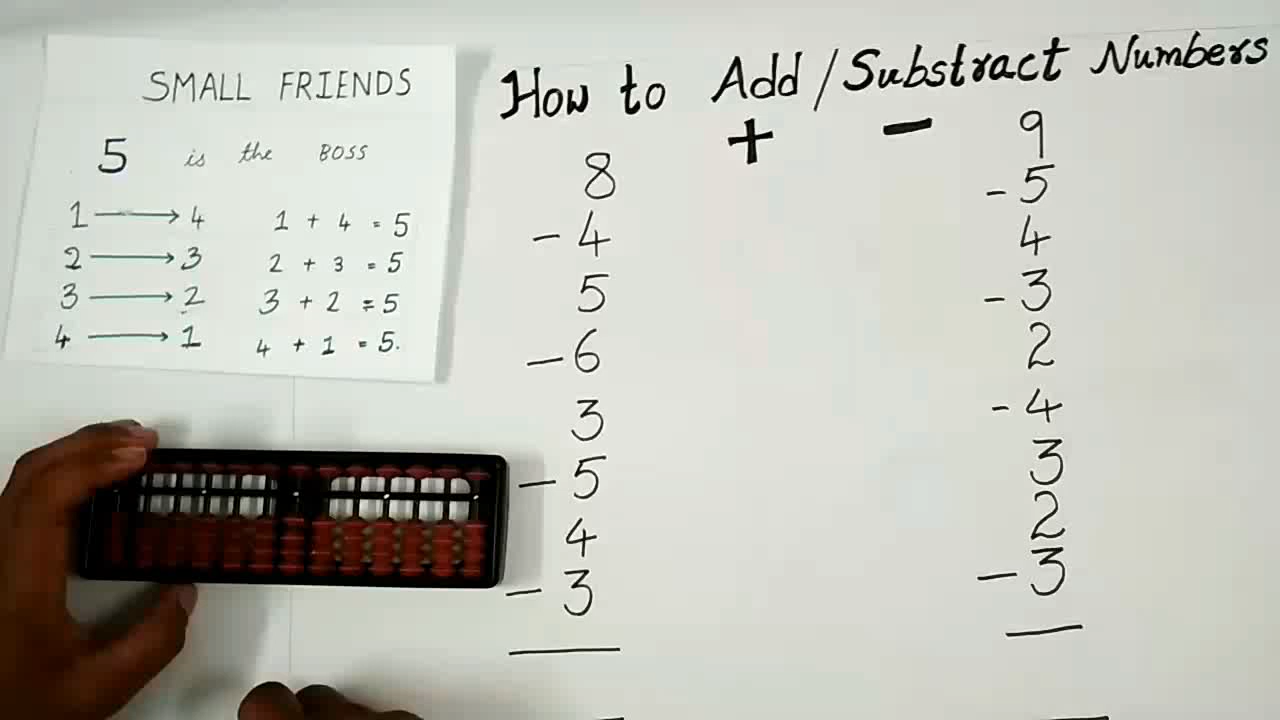 SMALL FRIENDS
5 is the BOSS
1 → 4 1 + 4 = 5
2 → 3 2 + 3 = 5
3 → 2 3 + 2 = 5
4 → 1 4 + 1 = 5.
How to Add / Substract Numbers
+ -
8
- 4
5
- 6
3
- 5
4
- 3
9
- 5
4
- 3
2
- 4
3
2
- 3